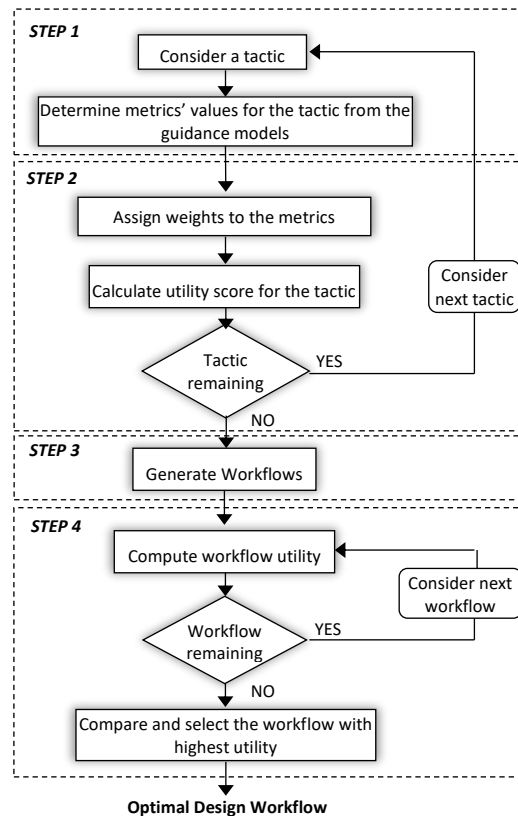 STEP 1
Consider a tactic
Determine metrics' values for the tactic from the
guidance models
STEP 2
Assign weights to the metrics
Calculate utility score for the tactic
Consider
next tactic
Tactic
remaining
YES
NO
STEP 3
Generate Workflows
STEP 4
Compute workflow utility
Consider next
workflow
Workflow
remaining
YES
NO
Compare and select the workflow with
highest utility
Optimal Design Workflow